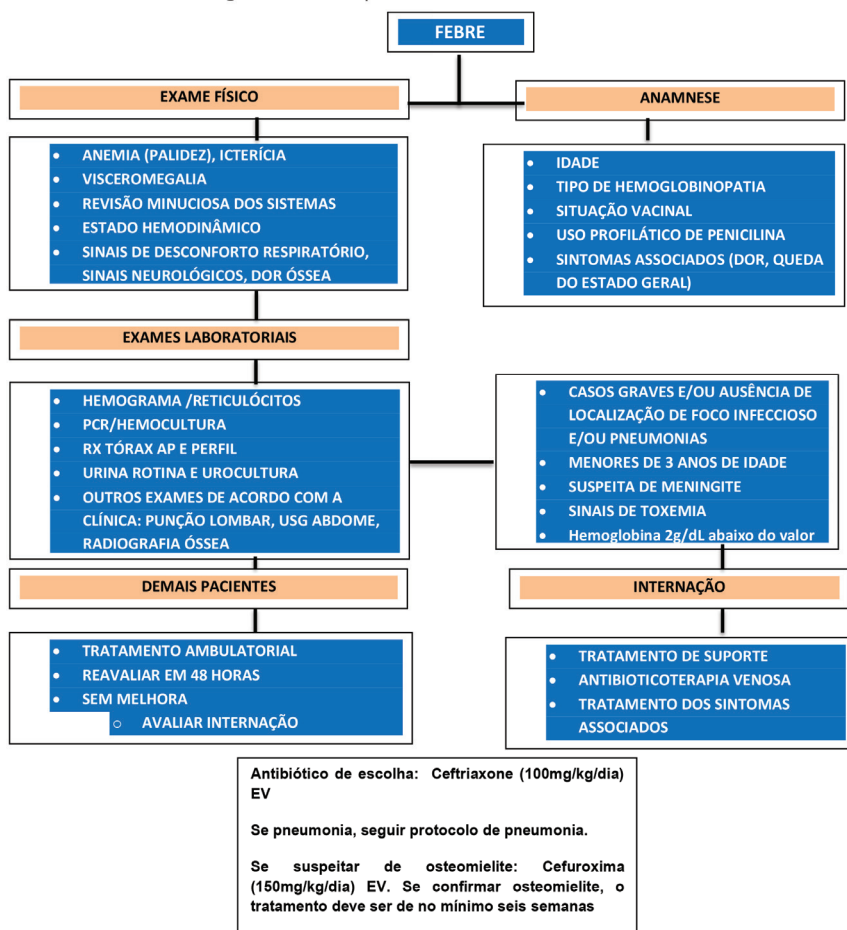 FEBRE
EXAME FÍSICO
ANAMNESE
• ANEMIA (PALIDEZ), ICTERÍCIA
• VISCEROMEGALIA
• REVISÃO MINUCIOSA DOS SISTEMAS
• ESTADO HEMODINÂMICO
• SINAIS DE DESCONFORTO RESPIRATÓRIO,
SINAIS NEUROLÓGICOS, DOR ÓSSEA
• IDADE
• TIPO DE HEMOGLOBINOPATIA
• SITUAÇÃO VACINAL
• USO PROFILÁTICO DE PENICILINA
• SINTOMAS ASSOCIADOS (DOR, QUEDA
DO ESTADO GERAL)
EXAMES LABORATORIAIS
• HEMOGRAMA /RETICULÓCITOS
• PCR/HEMOCULTURA
• RX TÓRAX AP E PERFIL
• URINA ROTINA E UROCULTURA
• OUTROS EXAMES DE ACORDO COM A
CLÍNICA: PUNÇÃO LOMBAR, USG ABDOME,
RADIOGRAFIA ÓSSEA
• CASOS GRAVES E/OU AUSÊNCIA DE
LOCALIZAÇÃO DE FOCO INFECCIOSO
E/OU PNEUMONIAS
• MENORES DE 3 ANOS DE IDADE
• SUSPEITA DE MENINGITE
• SINAIS DE TOXEMIA
• Hemoglobina 2g/dL abaixo do valor
DEMAIS PACIENTES
INTERNAÇÃO
• TRATAMENTO AMBULATORIAL
• REAVALIAR EM 48 HORAS
• SEM MELHORA
○ AVALIAR INTERNAÇÃO
• TRATAMENTO DE SUPORTE
• ANTIBIOTICOTERAPIA VENOSA
• TRATAMENTO DOS SINTOMAS
ASSOCIADOS
Antibiótico de escolha: Ceftriaxone (100mg/kg/dia)
EV
Se pneumonia, seguir protocolo de pneumonia.
Se suspeitar de osteomielite: Cefuroxima
(150mg/kg/dia) EV. Se confirmar osteomielite, o
tratamento deve ser de no mínimo seis semanas